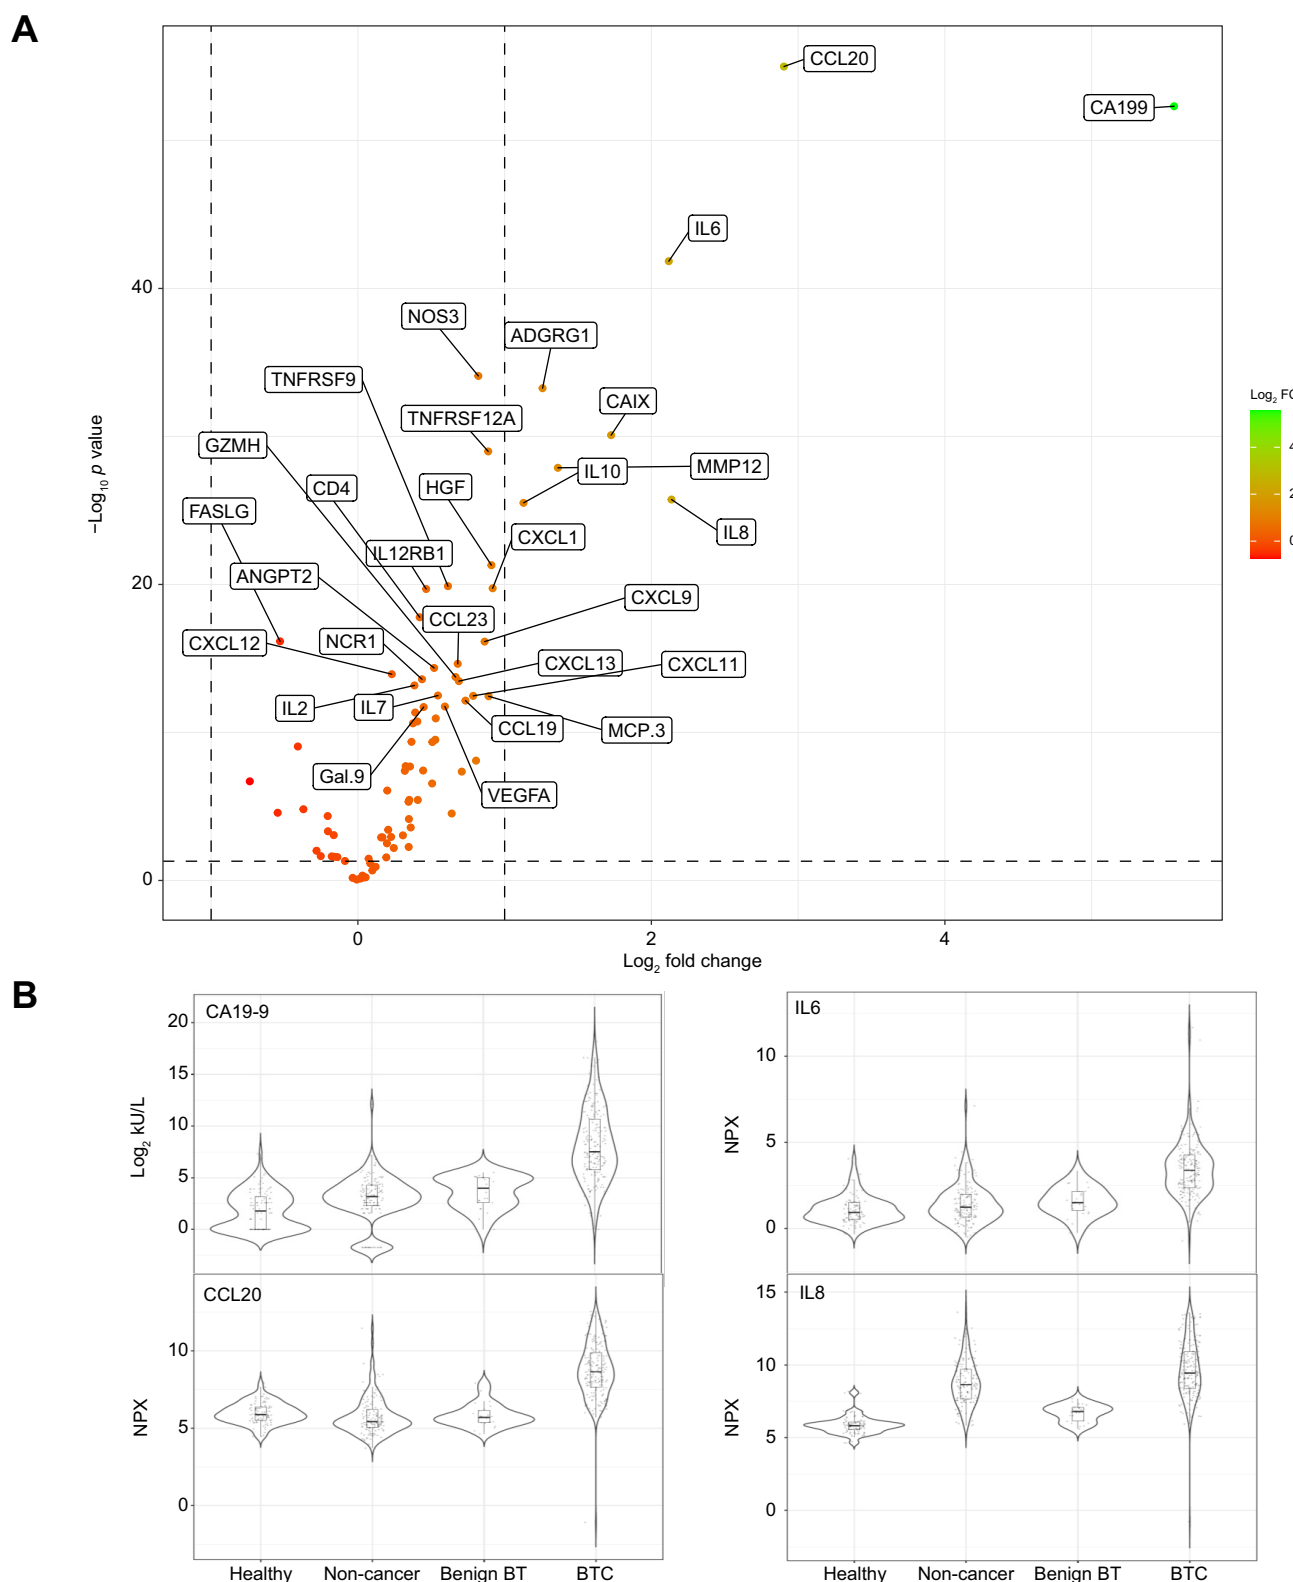 A
CCL20
CA199
IL6
40
NOS3
ADGRG1
TNFRSF9
CAIX
Log2 FC
TNFRSF12A
GZMH
4
IL10
MMP12
CD4
HGF
2
FASLG
IL8
CXCL1
0
IL12RB1
ANGPT2
20
CXCL9
CCL23
CXCL12
NCR1
CXCL13
CXCL11
IL2
IL7
CCL19
MCP.3
Gal.9
VEGFA
0
−Log10 p value
0 2 4
Log2 fold change
B
CA19-9
20
15
10
5
0
Log2 kU/L
IL6
10
5
0
NPX
CCL20
10
5
0
NPX
Healthy Non-cancer Benign BT BTC
IL8
15
10
5
0
NPX
Healthy Non-cancer Benign BT BTC